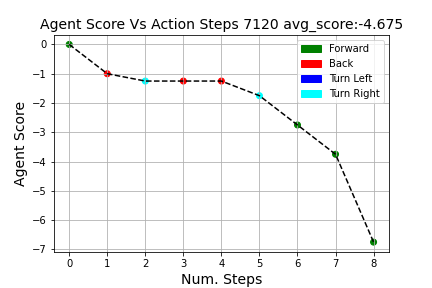 Agent Score Vs Action Steps 7120 avg_score:-4.675
Forward
Back
Turn Left
Turn Right
Agent Score
0
−1
−2
−3
−4
−5
−6
−7
0 1 2 3 4 5 6 7 8
Num. Steps